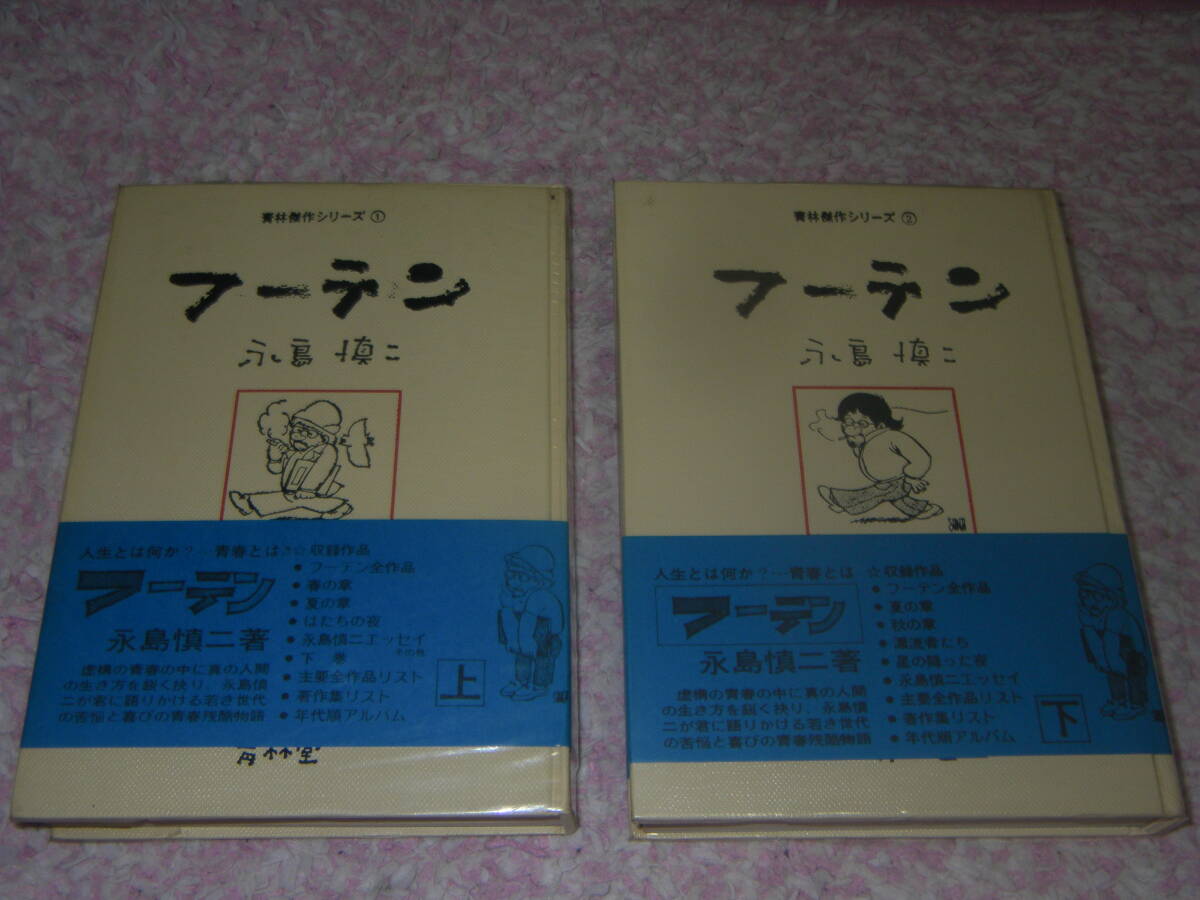 青林傑作シリーズ①
フーテン
永島慎二
人生とは何か?…青春とは?
フーテン
永島慎二著
虚構の青春の中に真の人間
の生き方を鋭く抉り、永島慎
二が君に語りかける若き世代
の苦悩と喜びの青春残酷物語
☆収録作品
●フーテン全作品
●春の章
●夏の章
●はたちの夜
●永島慎二エッセイ
その他
●下巻
●主要全作品リスト
●著作集リスト
●年代順アルバム
上
青林堂
青林傑作シリーズ②
フーテン
永島慎二
人生とは何か?…青春とは
フーテン
永島慎二著
虚構の青春の中に真の人間
の生き方を鋭く抉り、永島慎
二が君に語りかける若き世代
の苦悩と喜びの青春残酷物語
☆収録作品
●フーテン全作品
●夏の章
●秋の章
●漂流者たち
●星の降った夜
●永島慎二エッセイ
●主要全作品リスト
●著作集リスト
●年代順アルバム
下